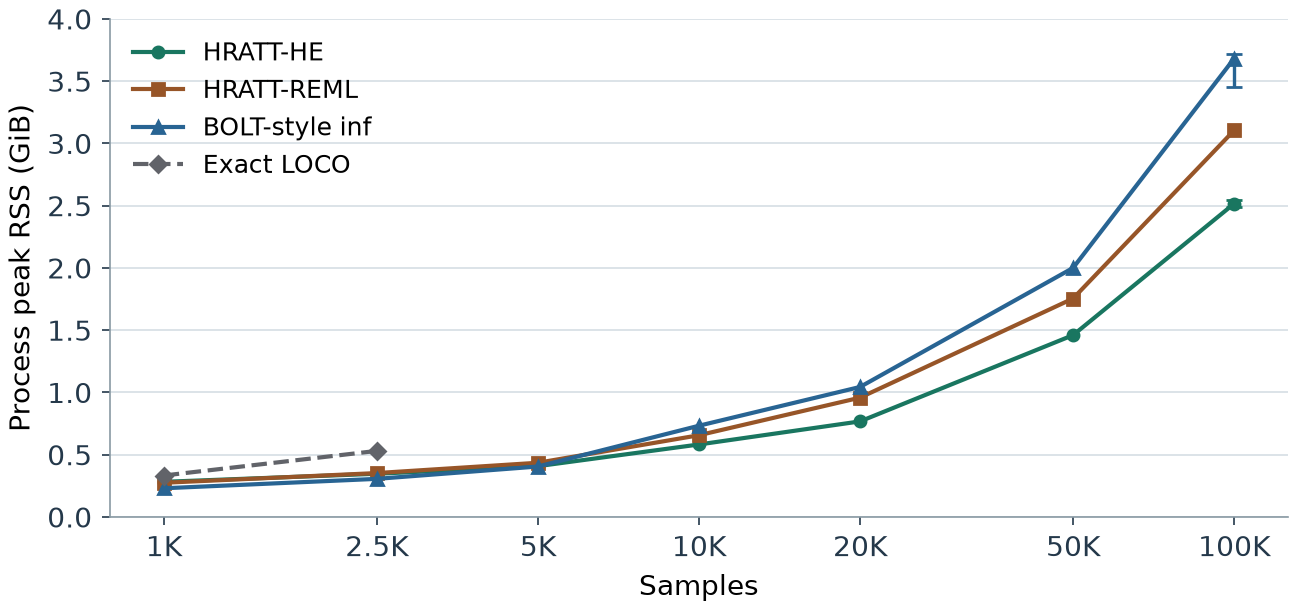 Process peak RSS (GiB)
4.0
3.5
3.0
2.5
2.0
1.5
1.0
0.5
0.0
HRATT-HE
HRATT-REML
BOLT-style inf
Exact LOCO
1K 2.5K 5K 10K 20K 50K 100K
Samples